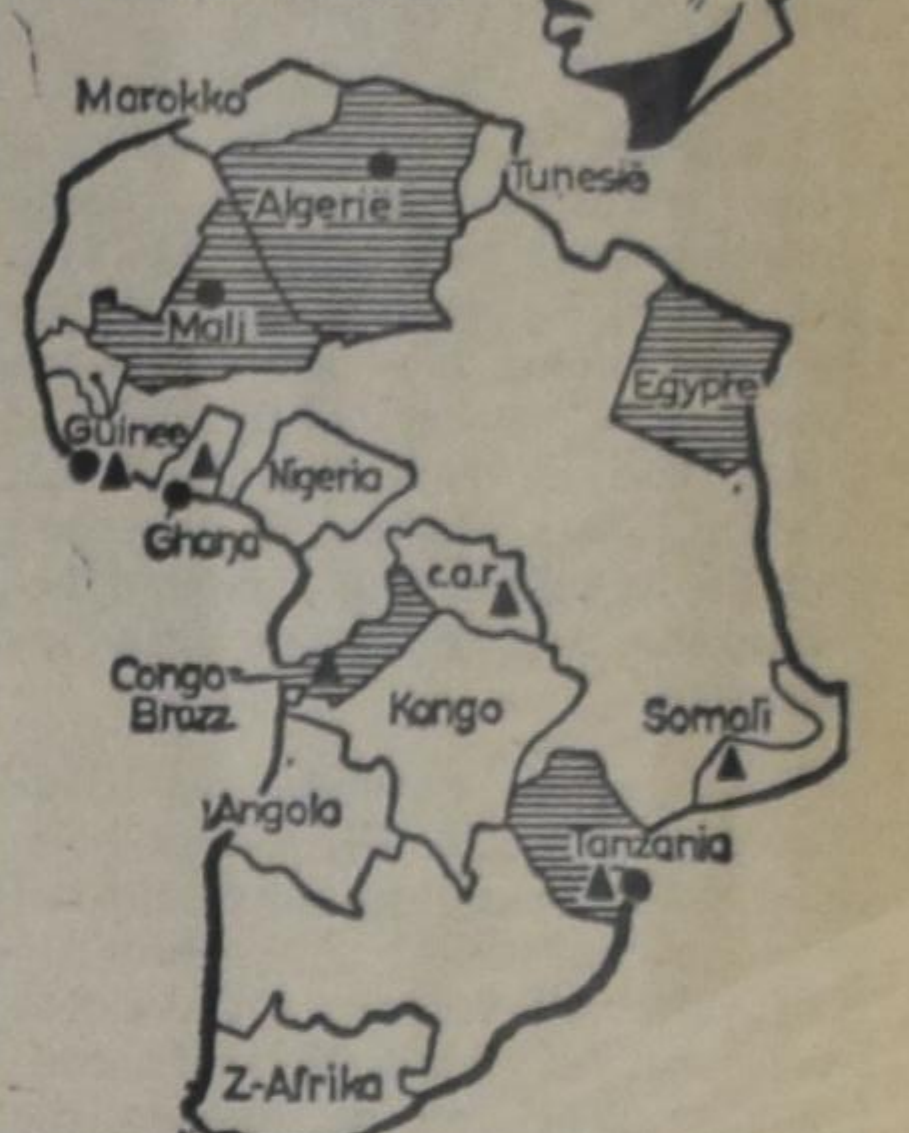 Marokko
Tunesië
Algerië
Mali
Egypte
Guinee
Nigeria
Ghana
c.a.r.
Congo-
Brazz.
Kongo
Somali
Angola
Tanzania
Z-Afrika